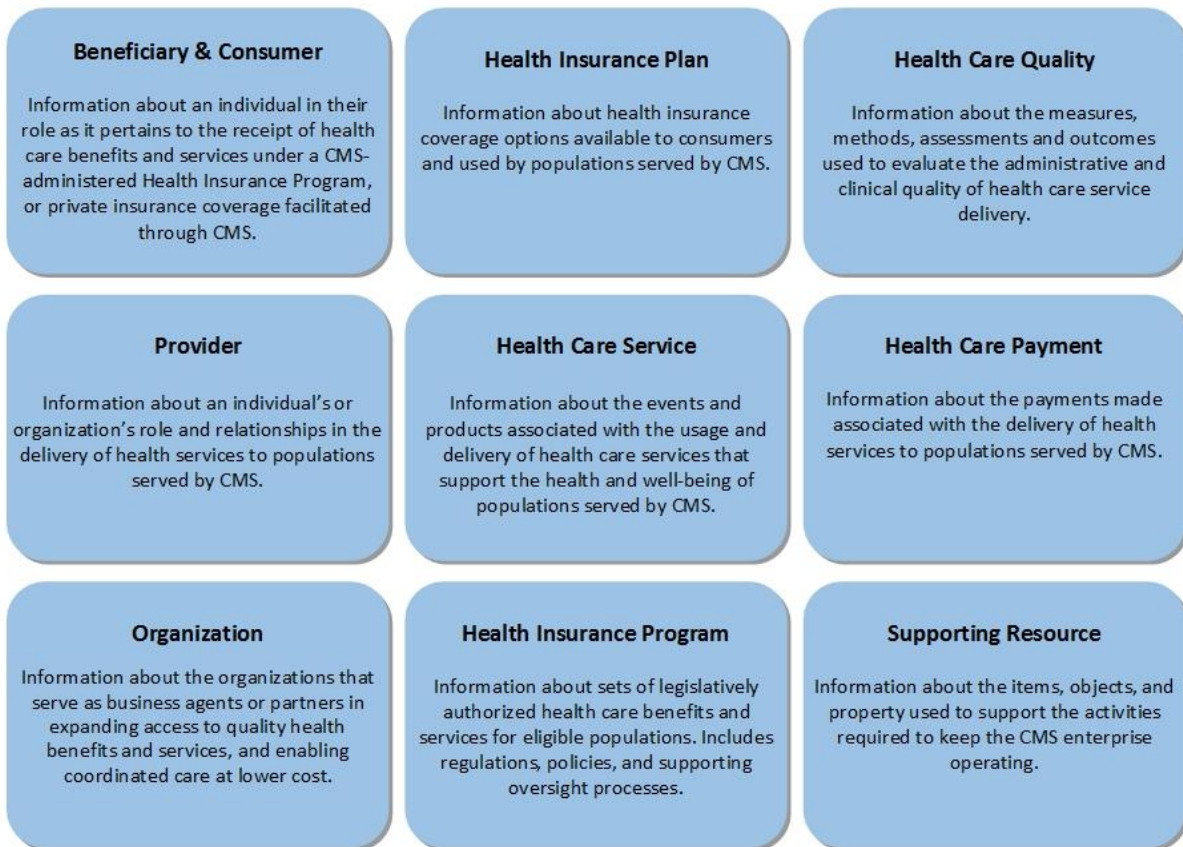 Beneficiary & Consumer
Information about an individual in their
role as it pertains to the receipt of health
care benefits and services under a CMS-
administered Health Insurance Program,
or private insurance coverage facilitated
through CMS.
Health Insurance Plan
Information about health insurance
coverage options available to consumers
and used by populations served by CMS.
Health Care Quality
Information about the measures,
methods, assessments and outcomes
used to evaluate the administrative and
clinical quality of health care service
delivery.
Provider
Information about an individual's or
organization's role and relationships in the
delivery of health services to populations
served by CMS.
Health Care Service
Information about the events and
products associated with the usage and
delivery of health care services that
support the health and well-being of
populations served by CMS.
Health Care Payment
Information about the payments made
associated with the delivery of health
services to populations served by CMS.
Organization
Information about the organizations that
serve as business agents or partners in
expanding access to quality health
benefits and services, and enabling
coordinated care at lower cost.
Health Insurance Program
Information about sets of legislatively
authorized health care benefits and
services for eligible populations. Includes
regulations, policies, and supporting
oversight processes.
Supporting Resource
Information about the items, objects, and
property used to support the activities
required to keep the CMS enterprise
operating.